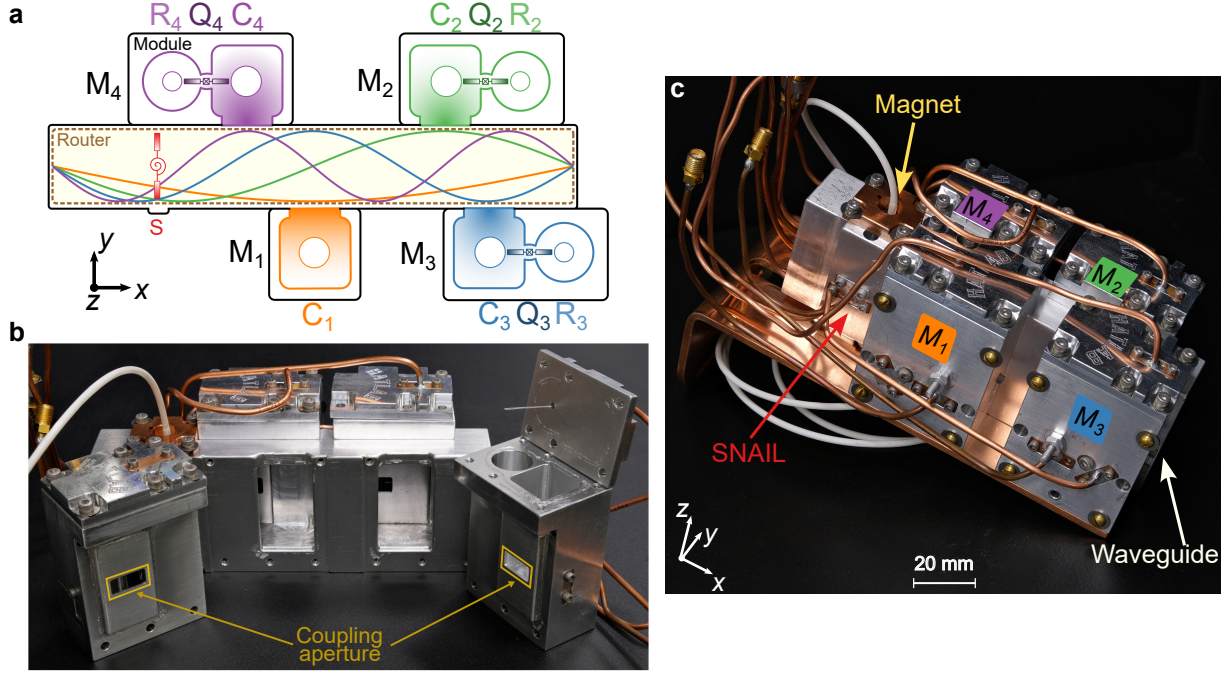 a
R4 Q4 C4
C2 Q2 R2
Module
M4
M2
Router
S
M1
M3
y
z
x
C1
C3 Q3 R3
b
Coupling
aperture
c
Magnet
M4
M2
M1
M3
SNAIL
z
y
x
20 mm
Waveguide